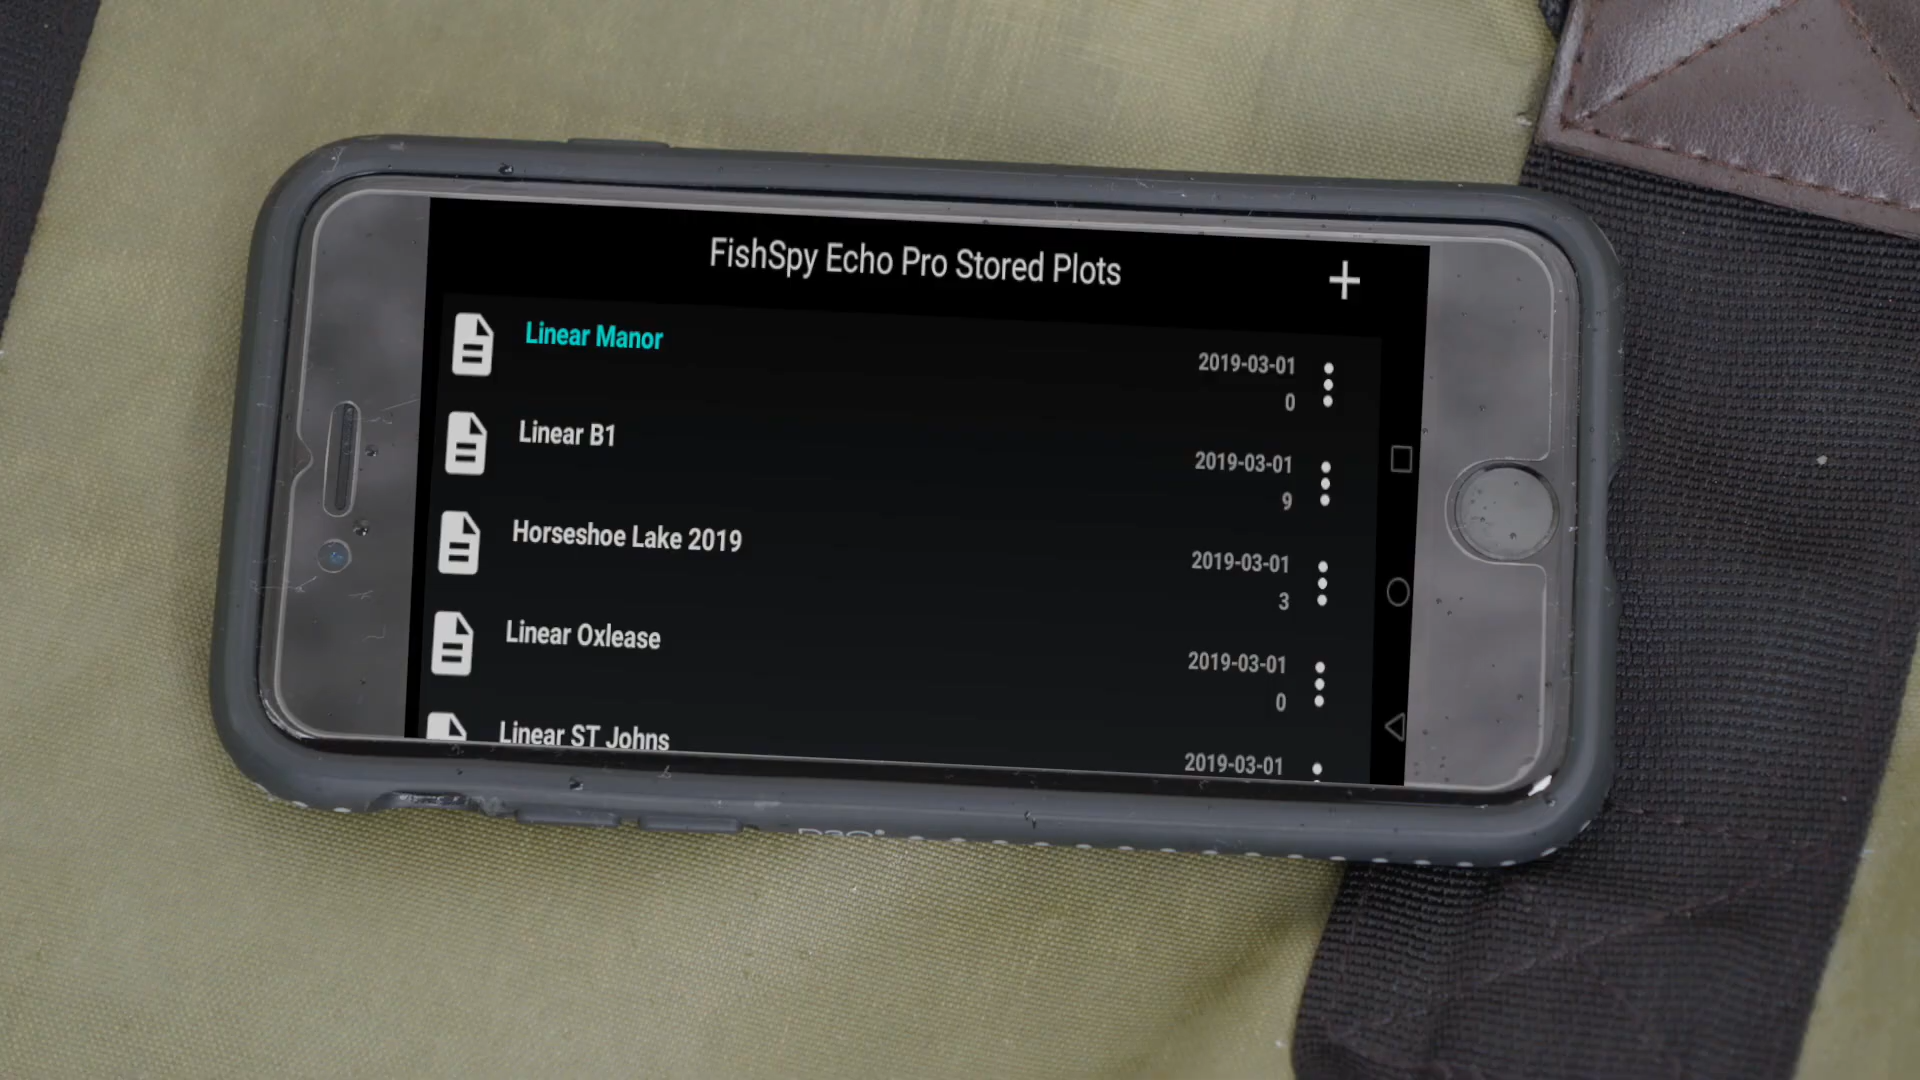 FishSpy Echo Pro Stored Plots
Linear Manor
2019-03-01
0
Linear B1
2019-03-01
9
Horseshoe Lake 2019
2019-03-01
3
Linear Oxlease
2019-03-01
0
Linear ST Johns
2019-03-01